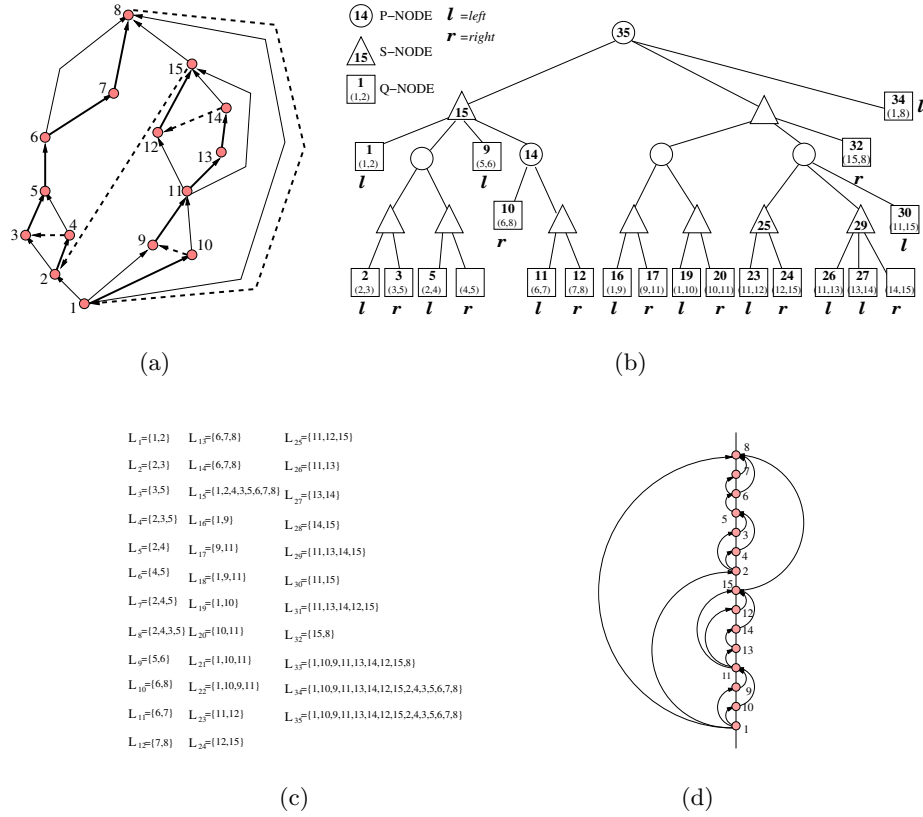 8
15
7
14
6
12
13
5
11
3
4
9
10
2
1
(a)
14 P-NODE l =left
r =right
15 S-NODE
1 (1,2) Q-NODE
35
15
34 (1,8) l
1 (1,2) l
9 (5,6) l
14
32 (15,8) r
10 (6,8) r
30 (11,15) l
25
29
2 (2,3) l
3 (3,5) r
5 (2,4) l
(4,5) r
11 (6,7) l
12 (7,8) r
16 (1,9) l
17 (9,11) r
19 (1,10) l
20 (10,11) r
23 (11,12) l
24 (12,15) r
26 (11,13) l
27 (13,14) l
(14,15) r
(b)
L1={1,2}
L2={2,3}
L3={3,5}
L4={2,3,5}
L5={2,4}
L6={4,5}
L7={2,4,5}
L8={2,4,3,5}
L9={5,6}
L10={6,8}
L11={6,7}
L12={7,8}
L13={6,7,8}
L14={6,7,8}
L15={1,2,4,3,5,6,7,8}
L16={1,9}
L17={9,11}
L18={1,9,11}
L19={1,10}
L20={10,11}
L21={1,10,11}
L22={1,10,9,11}
L23={11,12}
L24={12,15}
L25={11,12,15}
L26={11,13}
L27={13,14}
L28={14,15}
L29={11,13,14,15}
L30={11,15}
L31={11,13,14,12,15}
L32={15,8}
L33={1,10,9,11,13,14,12,15,8}
L34={1,10,9,11,13,14,12,15,2,4,3,5,6,7,8}
L35={1,10,9,11,13,14,12,15,2,4,3,5,6,7,8}
(c)
8
7
6
5
3
4
2
15
12
14
13
11
9
10
1
(d)